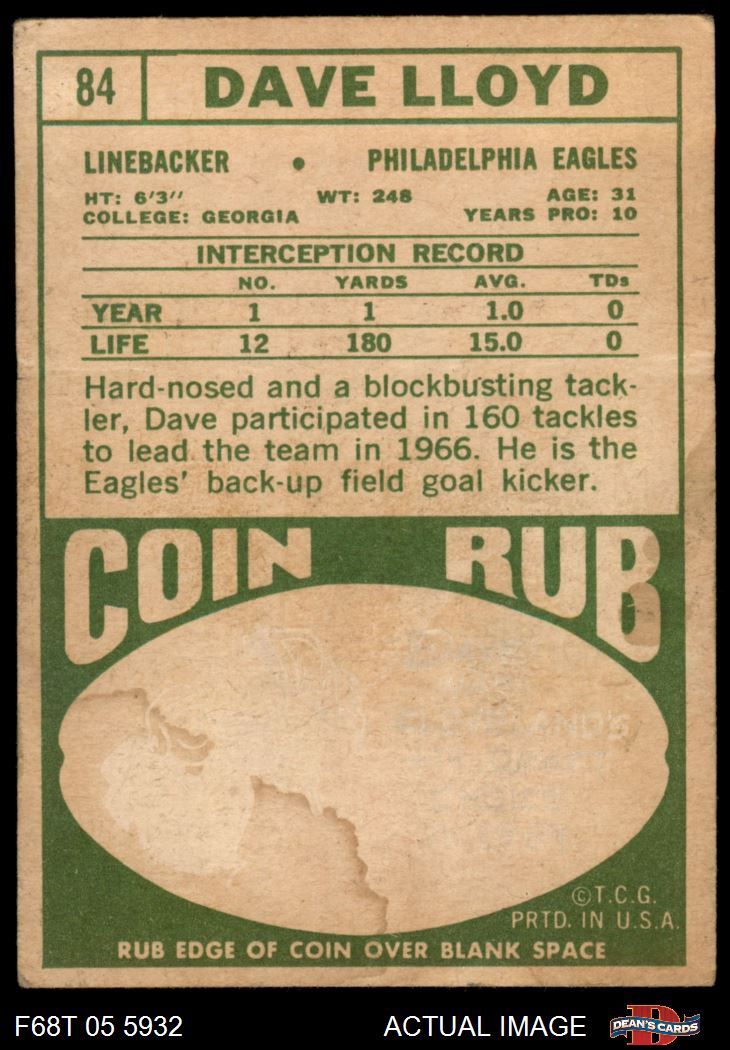 84 DAVE LLOYD
LINEBACKER • PHILADELPHIA EAGLES
HT: 6'3" WT: 248 AGE: 31
COLLEGE: GEORGIA YEARS PRO: 10
INTERCEPTION RECORD
NO. YARDS AVG. TDs
YEAR 1 1 1.0 0
LIFE 12 180 15.0 0
Hard-nosed and a blockbusting tack-
ler, Dave participated in 160 tackles
to lead the team in 1966. He is the
Eagles' back-up field goal kicker.
COIN RUB
CLEVELAND'S
©T.C.G.
PRTD. IN U.S.A.
RUB EDGE OF COIN OVER BLANK SPACE
F68T 05 5932 ACTUAL IMAGE
DEAN'S CARDS